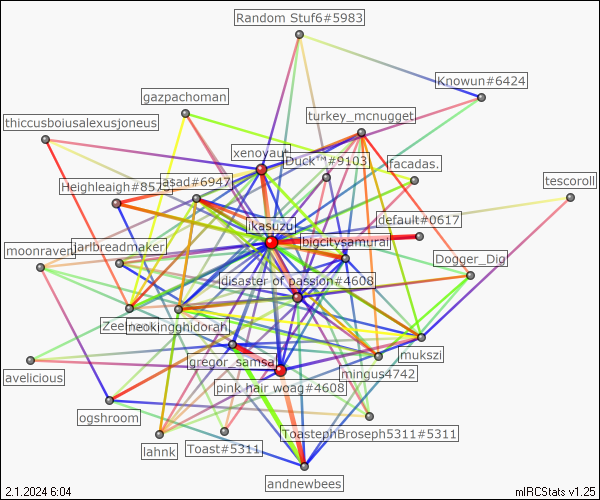 Random Stuf6#5983
Knowun#6424
gazpachoman
turkey_mcnugget
thiccusboiusalexusjoneus
xenoyaut
Duck™#9103
facadas.
asad#6947
Heighleaigh#852
tescoroll
default#0617
ikasuzu
bigcitysamurai
moonraven
jarlbreadmaker
Dogger_Dig
disaster of passion#4608
Zee
neokingghidorah
mukszi
gregor_samsa
mingus4742
avelicious
pink hair woag#4608
ogshroom
ToastephBroseph5311#5311
lahnk
Toast#5311
andnewbees
2.1.2024 6:04
mIRCStats v1.25